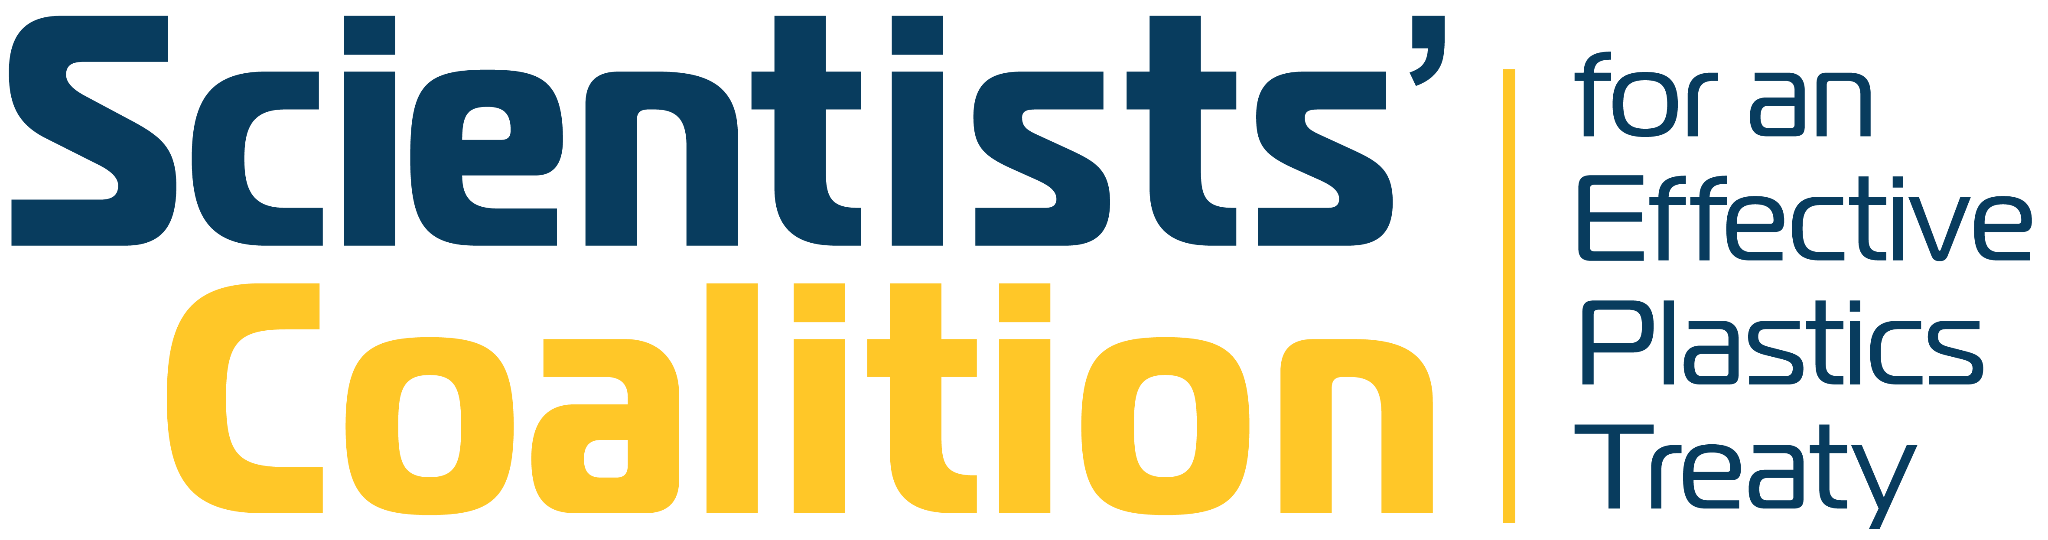 Scientists’
Coalition
for an
Effective
Plastics
Treaty